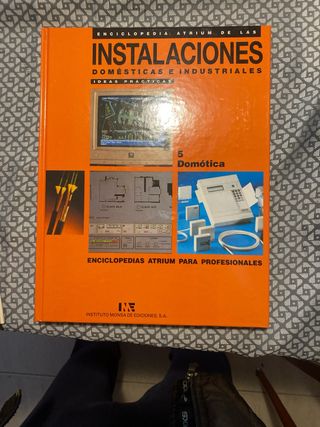 ENCICLOPEDIA ATRIUM DE LAS
INSTALACIONES
DOMÉSTICAS E INDUSTRIALES
IDEAS PRÁCTICAS
5
Domótica
ENCICLOPEDIAS ATRIUM PARA PROFESIONALES
INSTITUTO MONSA DE EDICIONES, S.A.